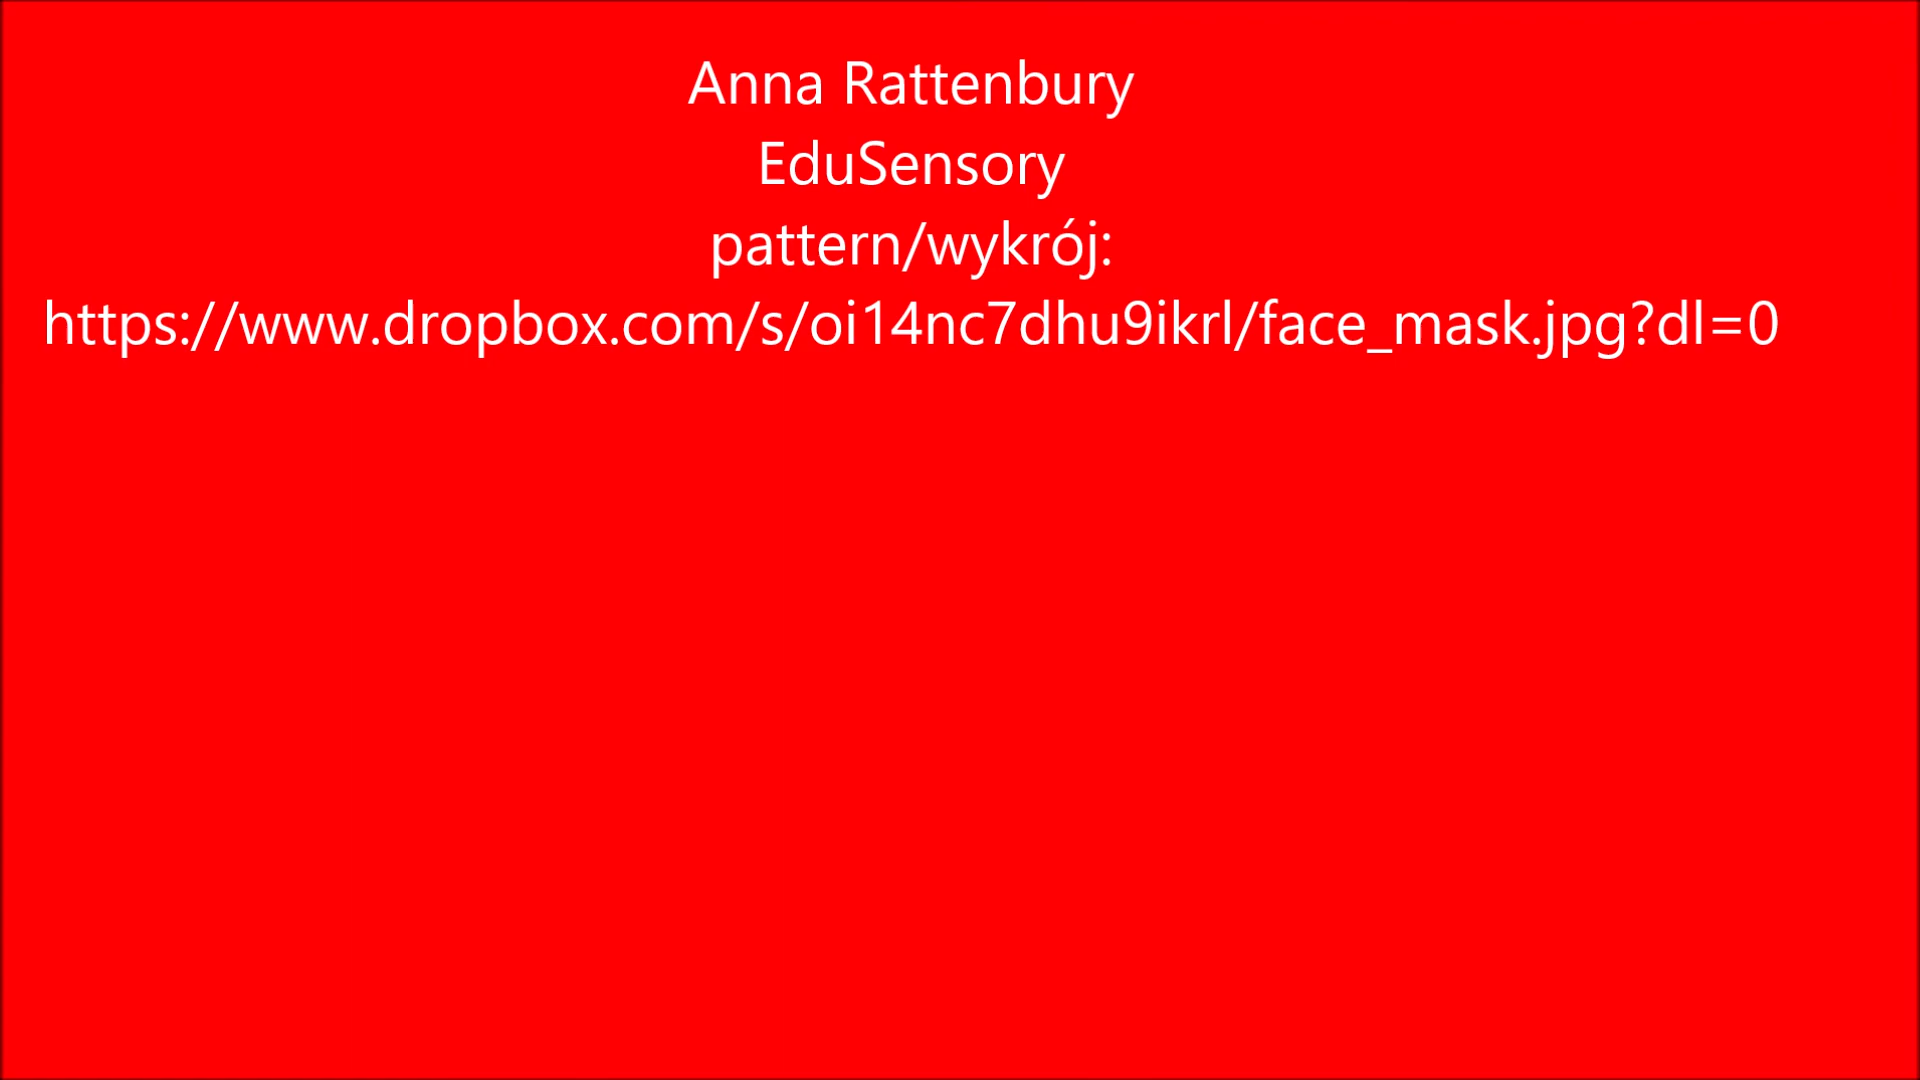 Anna Rattenbury
EduSensory
pattern/wykrój:
https://www.dropbox.com/s/oi14nc7dhu9ikrl/face_mask.jpg?dl=0